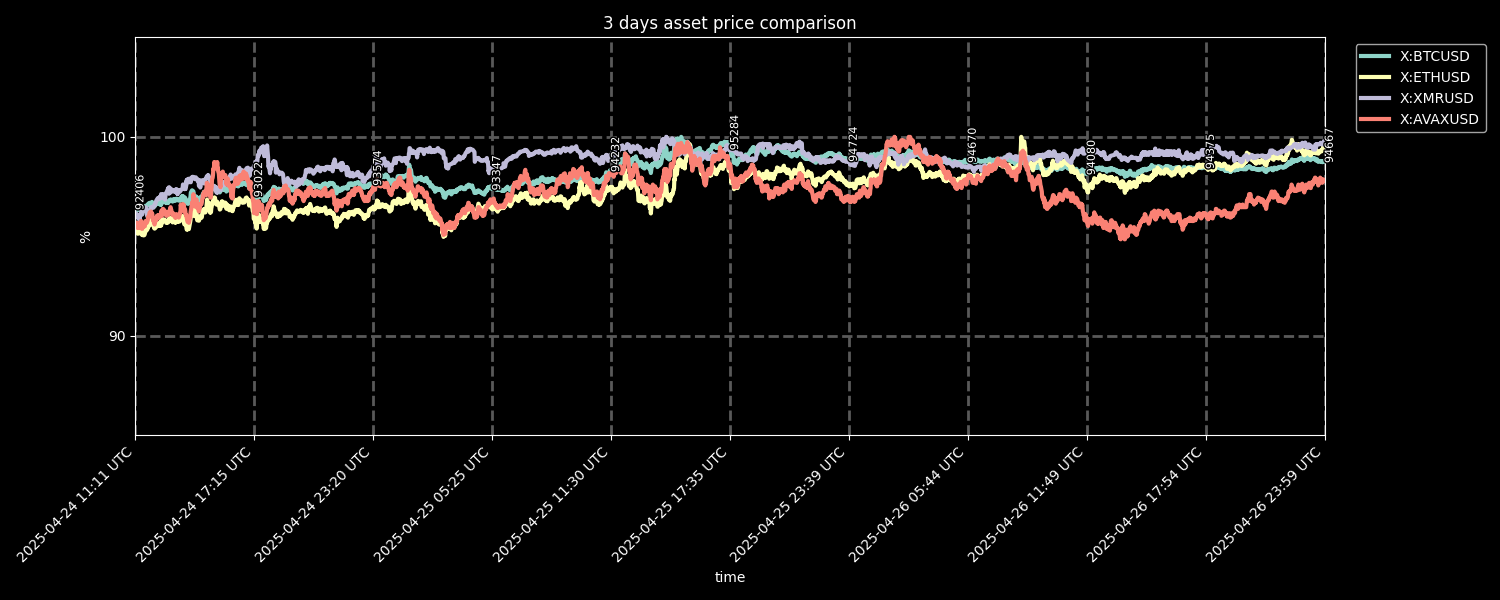 3 days asset price comparison
X:BTCUSD
X:ETHUSD
X:XMRUSD
X:AVAXUSD
100
90
%
92406
93022
93574
93347
94232
95284
94724
94670
94080
94375
94667
2025-04-24 11:11 UTC
2025-04-24 17:15 UTC
2025-04-24 23:20 UTC
2025-04-25 05:25 UTC
2025-04-25 11:30 UTC
2025-04-25 17:35 UTC
2025-04-25 23:39 UTC
2025-04-26 05:44 UTC
2025-04-26 11:49 UTC
2025-04-26 17:54 UTC
2025-04-26 23:59 UTC
time